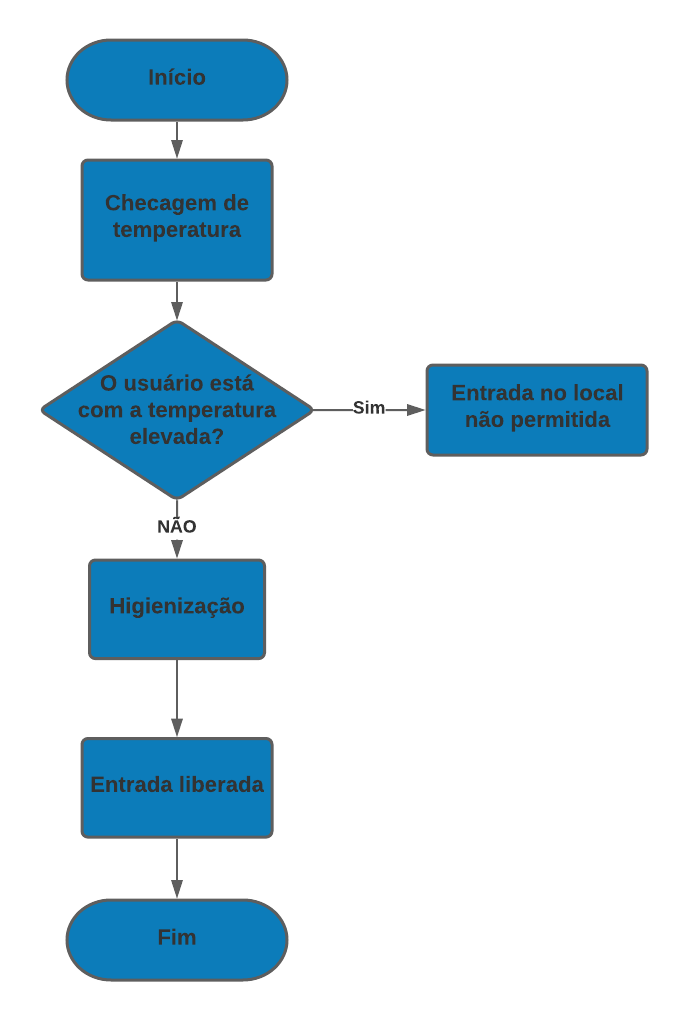 Início
Checagem de
temperatura
O usuário está
com a temperatura
elevada?
Sim
Entrada no local
não permitida
NÃO
Higienização
Entrada liberada
Fim